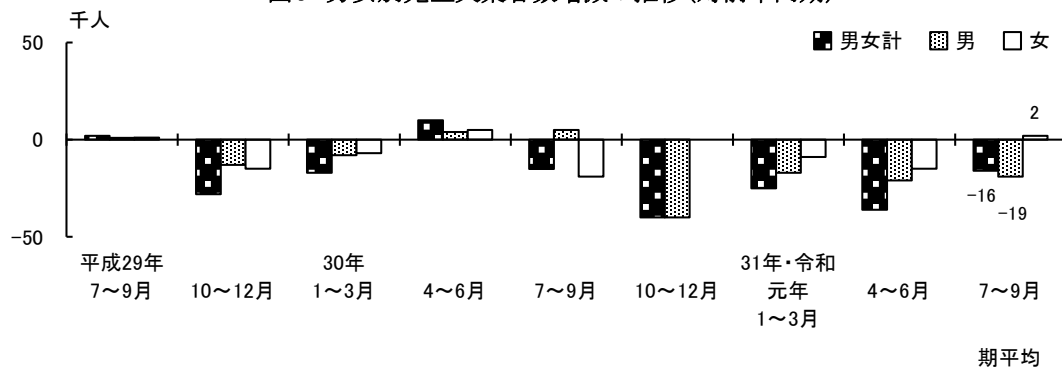 千人
50
男女計 男 女
2
0
-16
-19
-50
平成29年 30年 31年・令和
元年
7～9月 10～12月 1～3月 4～6月 7～9月 10～12月 1～3月 4～6月 7～9月
期平均